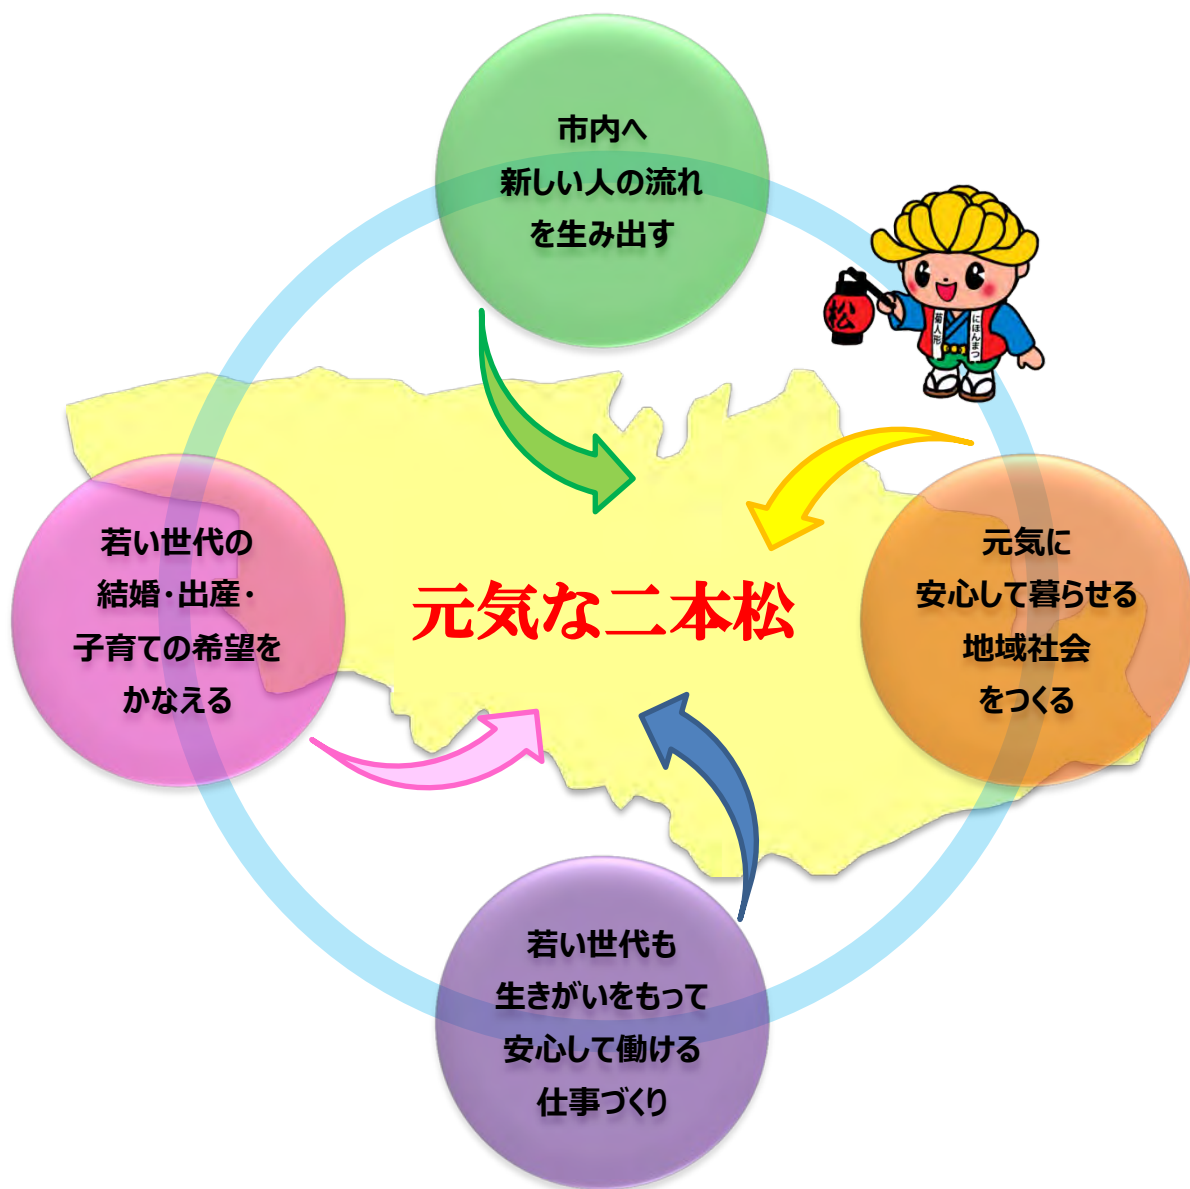 市内へ
新しい人の流れ
を生み出す
松
菊人形
にほんまつ
若い世代の
結婚・出産・
子育ての希望を
かなえる
元気な二本松
元気に
安心して暮らせる
地域社会
をつくる
若い世代も
生きがいをもって
安心して働ける
仕事づくり